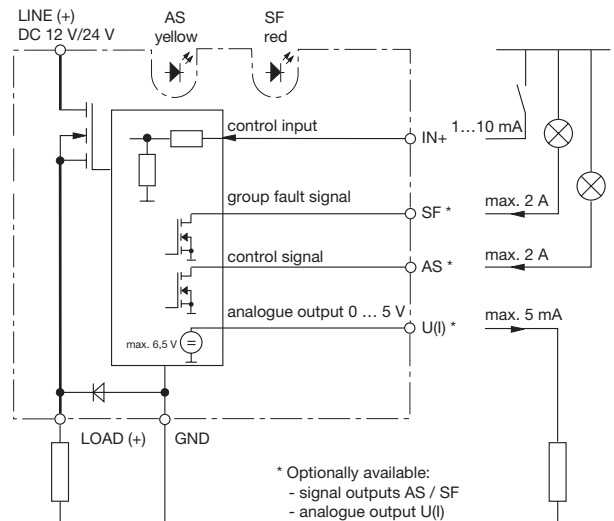 LINE (+)
DC 12 V/24 V
AS
yellow
SF
red
control input
IN+
1…10 mA
group fault signal
SF *
max. 2 A
control signal
AS *
max. 2 A
analogue output 0 … 5 V
U(I) *
max. 5 mA
max. 6,5 V
LOAD (+)
GND
* Optionally available:
- signal outputs AS / SF
- analogue output U(I)